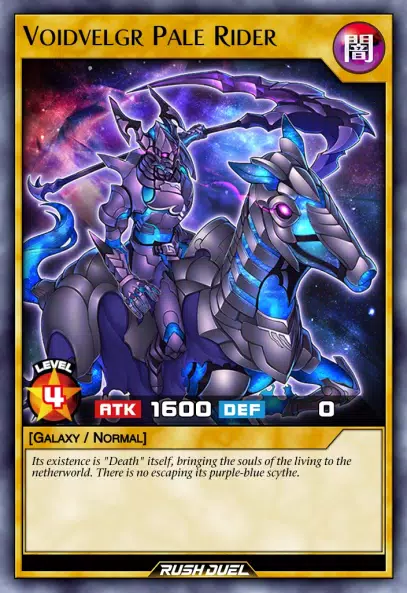 Voidvelgr Pale Rider
闇
LEVEL
4
ATK 1600 DEF 0
[Galaxy / Normal]
Its existence is "Death" itself, bringing the souls of the living to the
netherworld. There is no escaping its purple-blue scythe.
RUSH DUEL